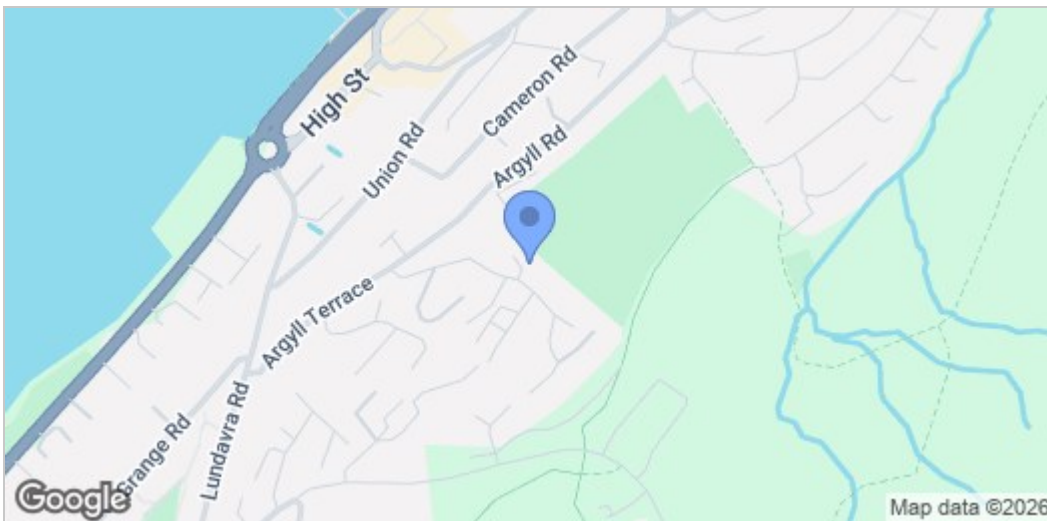 High St
Cameron Rd
Union Rd
Argyll Rd
Argyll Terrace
Grange Rd
Lundavra Rd
Google
Map data ©2026